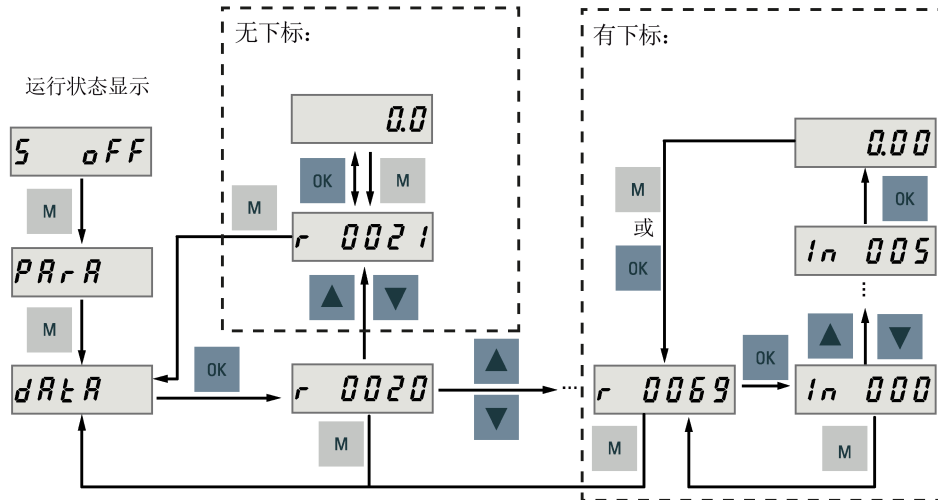 无下标：
有下标：
运行状态显示
0.0
0.00
S oFF
OK
M
M
OK
M
M
或
r 0021
In 005
PArA
OK
M
dAtA
OK
r 0020
...
r 0069
OK
In 000
M
M
M